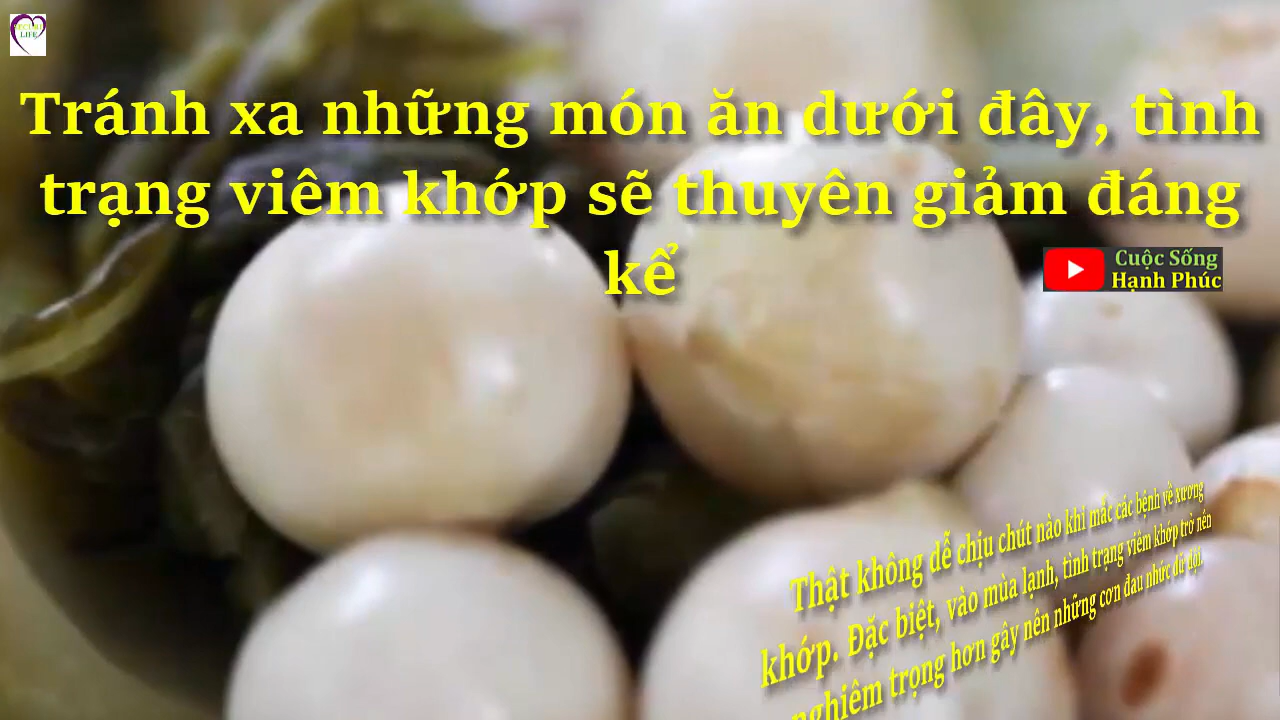 LIFE
Tránh xa những món ăn dưới đây, tình
trạng viêm khớp sẽ thuyên giảm đáng
kể
Cuộc Sống
Hạnh Phúc
Thật không dễ chịu chút nào khi mắc các bệnh về xương
khớp. Đặc biệt, vào mùa lạnh, tình trạng viêm khớp trở nên
nghiêm trọng hơn gây nên những cơn đau nhức dữ dội.